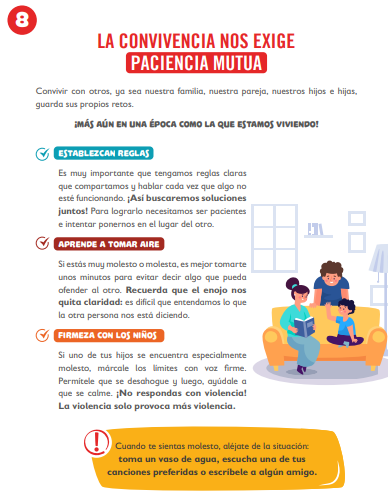 8
LA CONVIVENCIA NOS EXIGE
PACIENCIA MUTUA
Convivir con otros, ya sea nuestra familia, nuestra pareja, nuestros hijos e hijas,
guarda sus propios retos.
¡MÁS AÚN EN UNA ÉPOCA COMO LA QUE ESTAMOS VIVIENDO!
ESTABLEZCAN REGLAS
Es muy importante que tengamos reglas claras
que compartamos y hablar cada vez que algo no
esté funcionando. ¡Así buscaremos soluciones
juntos! Para lograrlo necesitamos ser pacientes
e intentar ponernos en el lugar del otro.
APRENDE A TOMAR AIRE
Si estás muy molesto o molesta, es mejor tomarte
unos minutos para evitar decir algo que pueda
ofender al otro. Recuerda que el enojo nos
quita claridad: es difícil que entendamos lo que
la otra persona nos está diciendo.
FIRMEZA CON LOS NIÑOS
Si uno de tus hijos se encuentra especialmente
molesto, márcale los límites con voz firme.
Permítele que se desahogue y luego, ayúdale a
que se calme. ¡No respondas con violencia!
La violencia solo provoca más violencia.
Cuando te sientas molesto, aléjate de la situación:
toma un vaso de agua, escucha una de tus
canciones preferidas o escríbele a algún amigo.